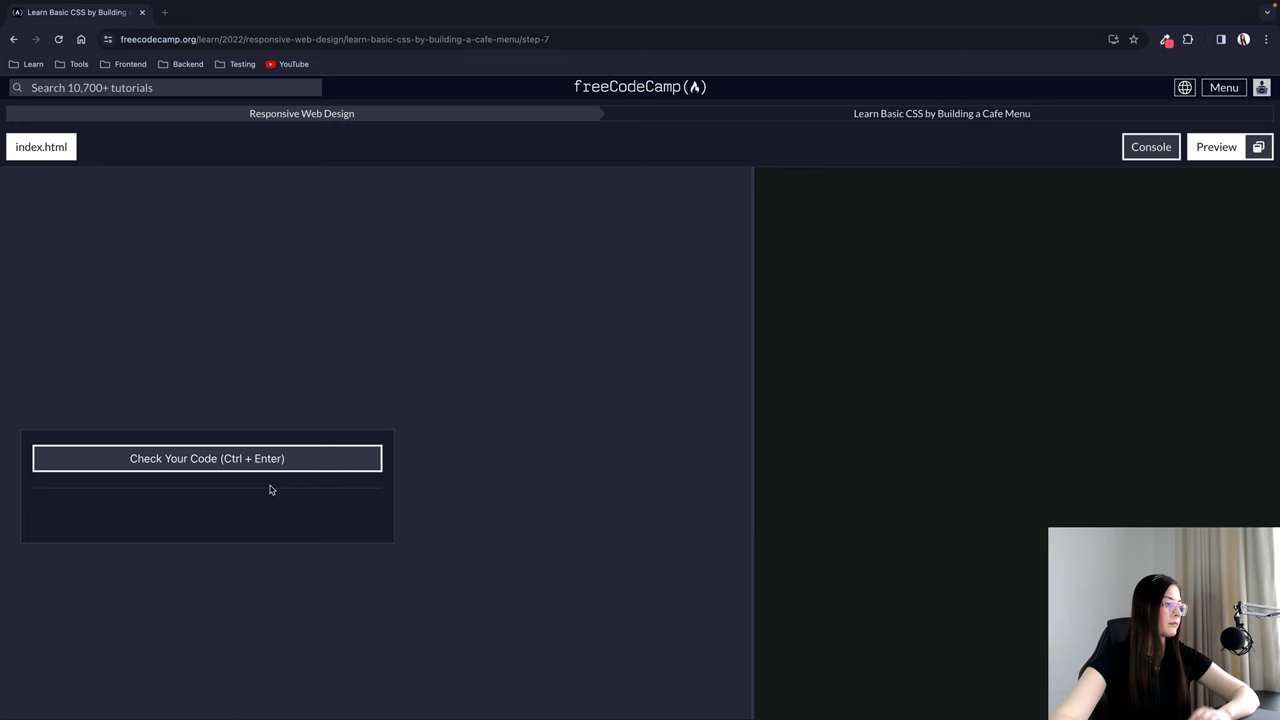 Learn Basic CSS by Building
freecodecamp.org/learn/2022/responsive-web-design/learn-basic-css-by-building-a-cafe-menu/step-7
Learn Tools Frontend Backend Testing YouTube
Search 10,700+ tutorials freeCodeCamp(🔥) Menu
Responsive Web Design Learn Basic CSS by Building a Cafe Menu
index.html Console Preview
Check Your Code (Ctrl + Enter)